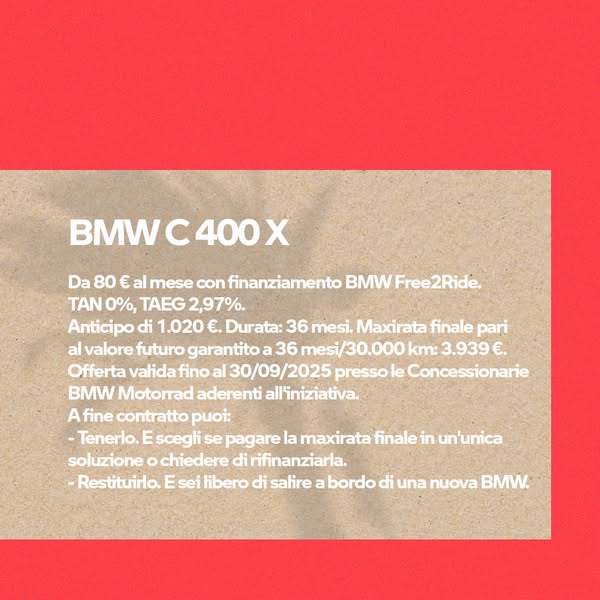 BMW C 400 X
Da 80 € al mese con finanziamento BMW Free2Ride.
TAN 0%, TAEG 2,97%.
Anticipo di 1.020 €. Durata: 36 mesi. Maxirata finale pari
al valore futuro garantito a 36 mesi/30.000 km: 3.939 €.
Offerta valida fino al 30/09/2025 presso le Concessionarie
BMW Motorrad aderenti all'iniziativa.
A fine contratto puoi:
- Tenerlo. E scegli se pagare la maxirata finale in un'unica
soluzione o chiedere di rifinanziarla.
- Restituirlo. E sei libero di salire a bordo di una nuova BMW.